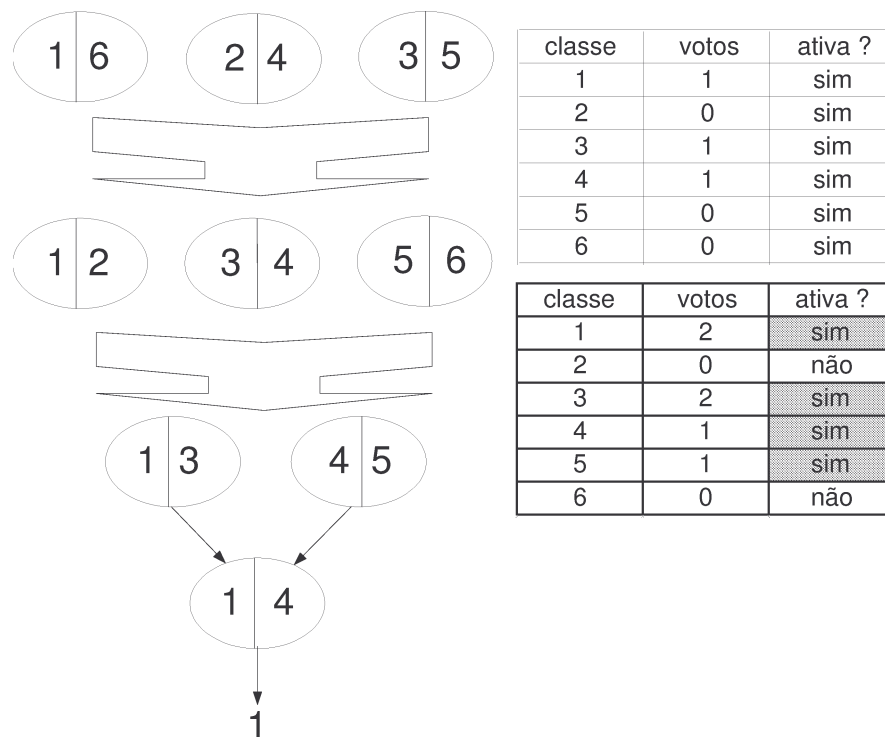 1 6 2 4 3 5
classe votos ativa ?
1 1 sim
2 0 sim
3 1 sim
4 1 sim
5 0 sim
6 0 sim
1 2 3 4 5 6
classe votos ativa ?
1 2 sim
2 0 não
3 2 sim
4 1 sim
5 1 sim
6 0 não
1 3 4 5
1 4
1